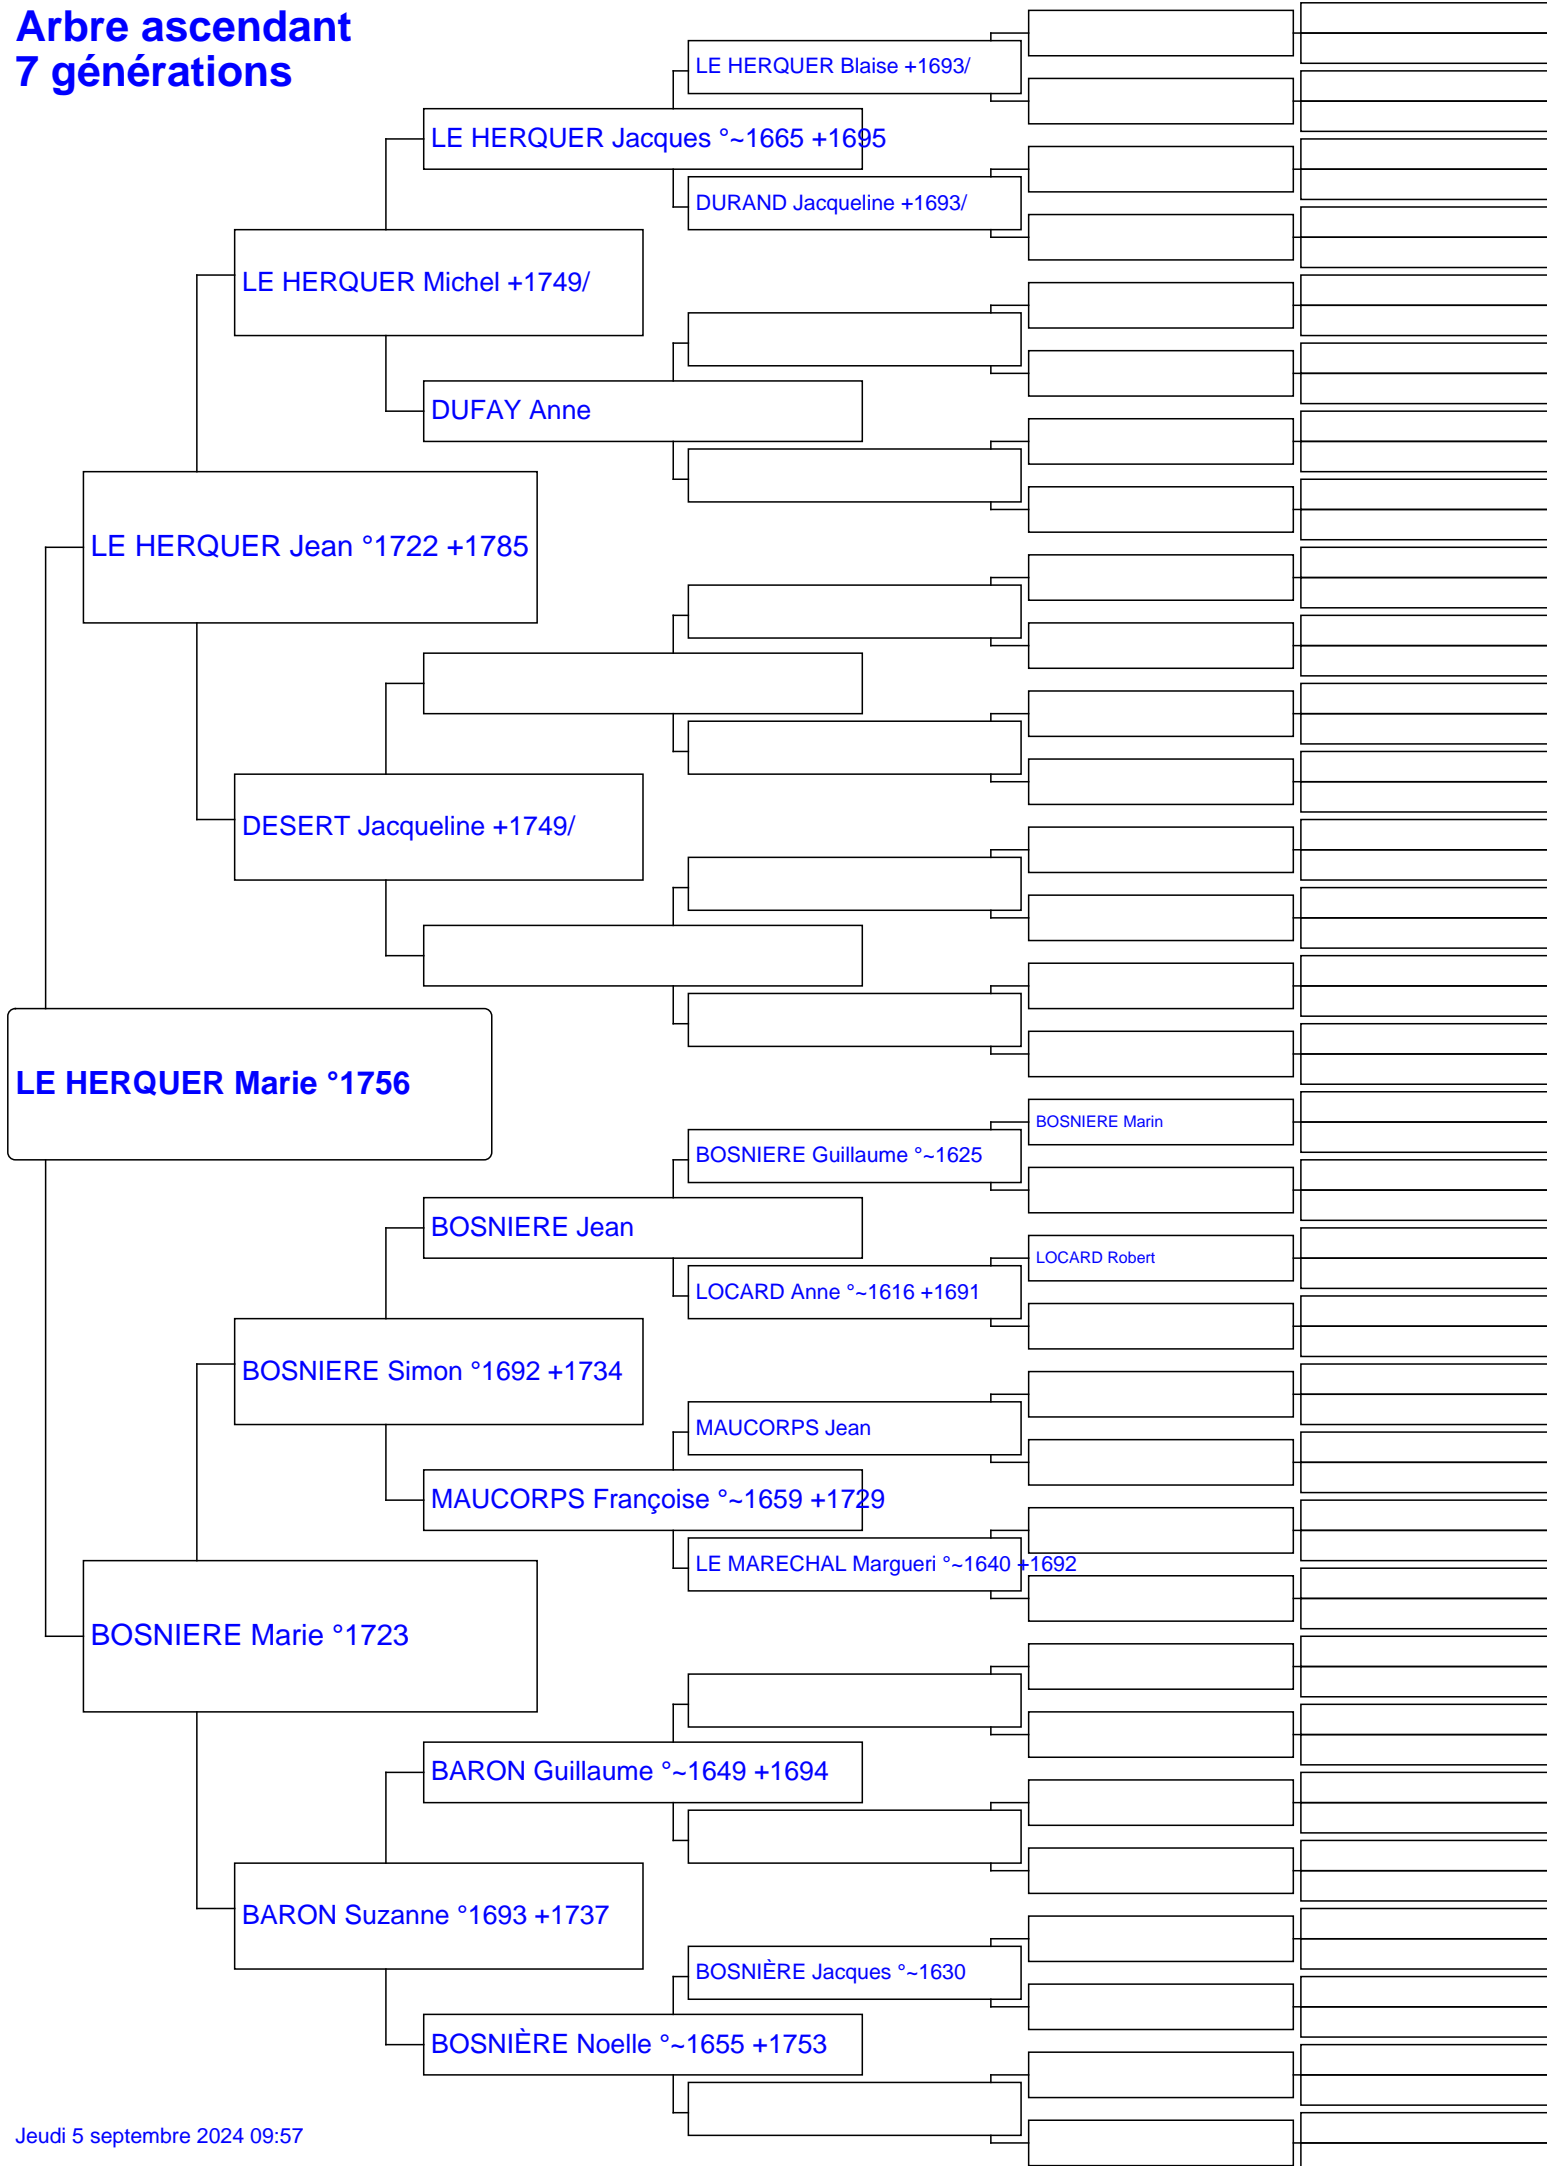 Arbre ascendant
7 générations
LE HERQUER Blaise +1693/
LE HERQUER Jacques °~1665 +1695
DURAND Jacqueline +1693/
LE HERQUER Michel +1749/
DUFAY Anne
LE HERQUER Jean °1722 +1785
DESERT Jacqueline +1749/
LE HERQUER Marie °1756
BOSNIERE Marin
BOSNIERE Guillaume °~1625
BOSNIERE Jean
LOCARD Robert
LOCARD Anne °~1616 +1691
BOSNIERE Simon °1692 +1734
MAUCORPS Jean
MAUCORPS Françoise °~1659 +1729
LE MARECHAL Margueri °~1640 +1692
BOSNIERE Marie °1723
BARON Guillaume °~1649 +1694
BARON Suzanne °1693 +1737
BOSNIÈRE Jacques °~1630
BOSNIÈRE Noelle °~1655 +1753
Jeudi 5 septembre 2024 09:57